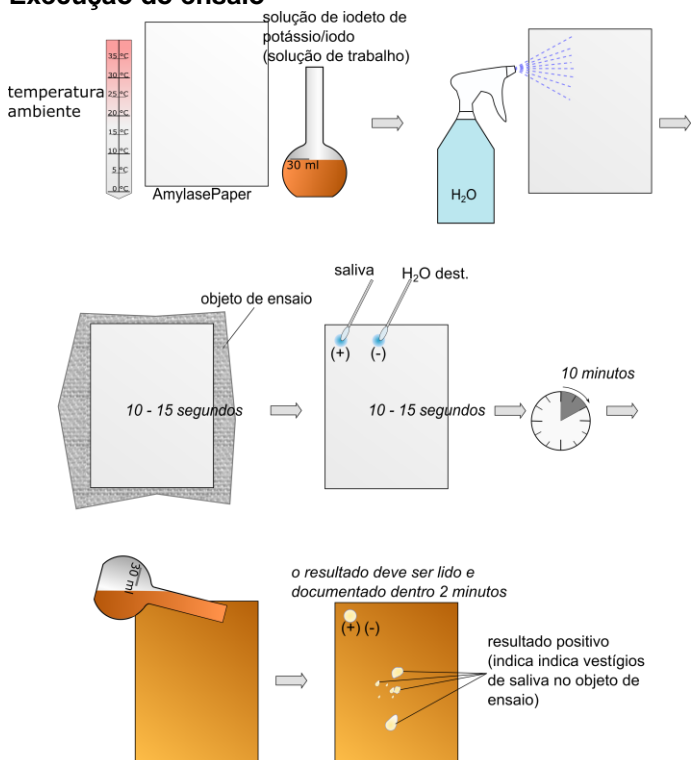 Execução do ensaio
solução de iodeto de
potássio/iodo
(solução de trabalho)
temperatura
ambiente
35 °C
30 °C
25 °C
20 °C
15 °C
10 °C
5 °C
0 °C
30 ml
AmylasePaper
H₂O
saliva
H₂O dest.
objeto de ensaio
(+)
(-)
10 - 15 segundos
10 - 15 segundos
10 minutos
30 ml
o resultado deve ser lido e
documentado dentro 2 minutos
(+) (-)
resultado positivo
(indica indica vestígios
de saliva no objeto de
ensaio)